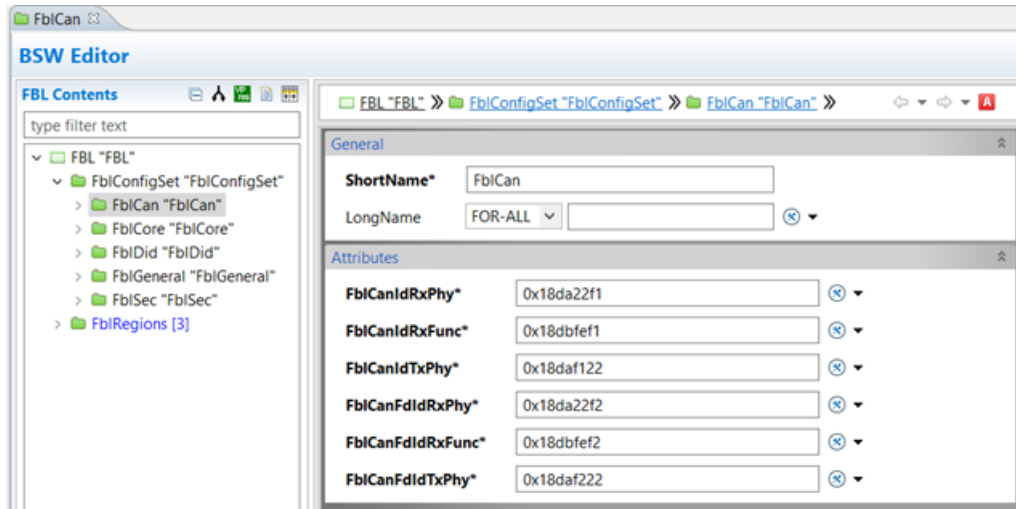 FblCan
BSW Editor
FBL Contents
type filter text
FBL "FBL"
FblConfigSet "FblConfigSet"
FblCan "FblCan"
FblCore "FblCore"
FblDid "FblDid"
FblGeneral "FblGeneral"
FblSec "FblSec"
FblRegions [3]
FBL "FBL" » FblConfigSet "FblConfigSet" » FblCan "FblCan" »
A
General
ShortName* FblCan
LongName FOR-ALL
Attributes
FblCanIdRxPhy* 0x18da22f1
FblCanIdRxFunc* 0x18dbfef1
FblCanIdTxPhy* 0x18daf122
FblCanFdIdRxPhy* 0x18da22f2
FblCanFdIdRxFunc* 0x18dbfef2
FblCanFdIdTxPhy* 0x18daf222